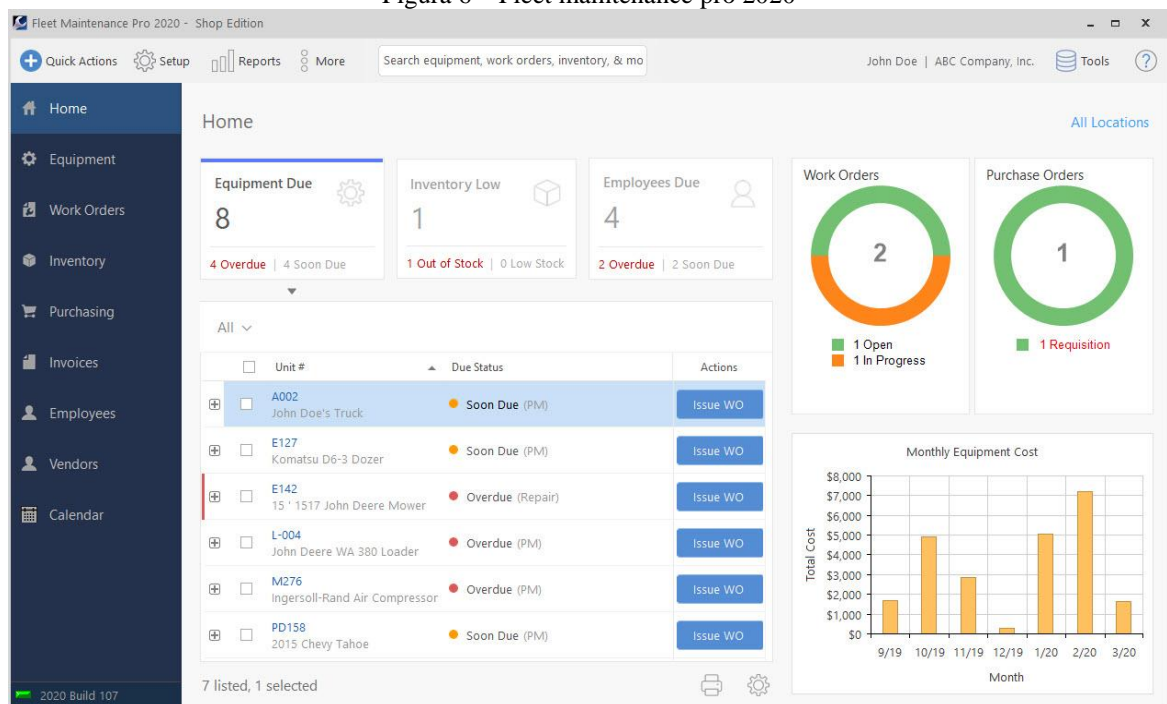 Figura 6 – Fleet maintenance pro 2020
Fleet Maintenance Pro 2020 - Shop Edition
Quick Actions Setup Reports More Search equipment, work orders, inventory, & mo John Doe | ABC Company, Inc. Tools ?
Home
Equipment
Work Orders
Inventory
Purchasing
Invoices
Employees
Vendors
Calendar
2020 Build 107
Home
All Locations
Equipment Due
8
4 Overdue | 4 Soon Due
Inventory Low
1
1 Out of Stock | 0 Low Stock
Employees Due
4
2 Overdue | 2 Soon Due
All
Unit # Due Status Actions
A002
John Doe's Truck
Soon Due (PM)
Issue WO
E127
Komatsu D6-3 Dozer
Soon Due (PM)
Issue WO
E142
15 ' 1517 John Deere Mower
Overdue (Repair)
Issue WO
L-004
John Deere WA 380 Loader
Overdue (PM)
Issue WO
M276
Ingersoll-Rand Air Compressor
Overdue (PM)
Issue WO
PD158
2015 Chevy Tahoe
Soon Due (PM)
Issue WO
7 listed, 1 selected
Work Orders
2
1 Open
1 In Progress
Purchase Orders
1
1 Requisition
Monthly Equipment Cost
Total Cost
$8,000
$7,000
$6,000
$5,000
$4,000
$3,000
$2,000
$1,000
$0
9/19 10/19 11/19 12/19 1/20 2/20 3/20
Month